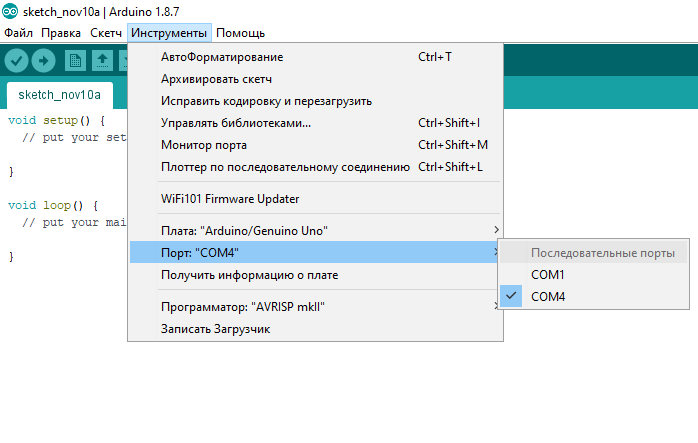 sketch_nov10a | Arduino 1.8.7
Файл Правка Скетч Инструменты Помощь
АвтоФорматирование Ctrl+T
Архивировать скетч
Исправить кодировку и перезагрузить
Управлять библиотеками... Ctrl+Shift+I
Монитор порта Ctrl+Shift+M
Плоттер по последовательному соединению Ctrl+Shift+L
WiFi101 Firmware Updater
Плата: "Arduino/Genuino Uno"
Порт: "COM4"
Получить информацию о плате
Программатор: "AVRISP mkII"
Записать Загрузчик
Последовательные порты
COM1
COM4
sketch_nov10a
void setup() {
// put your set
}
void loop() {
// put your mai
}